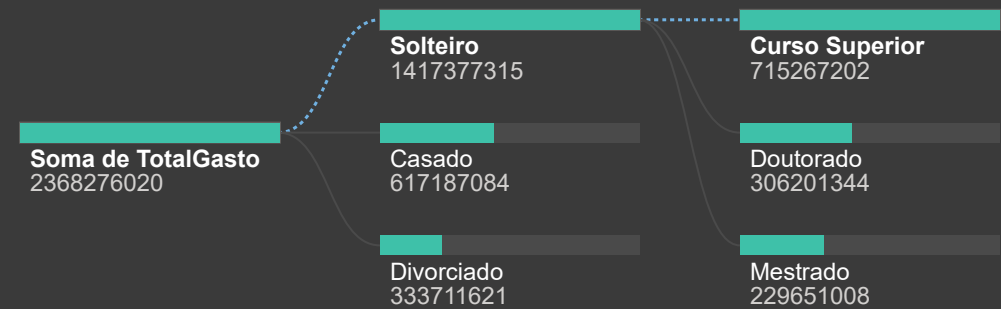 Solteiro
1417377315
Curso Superior
715267202
Soma de TotalGasto
2368276020
Casado
617187084
Doutorado
306201344
Divorciado
333711621
Mestrado
229651008